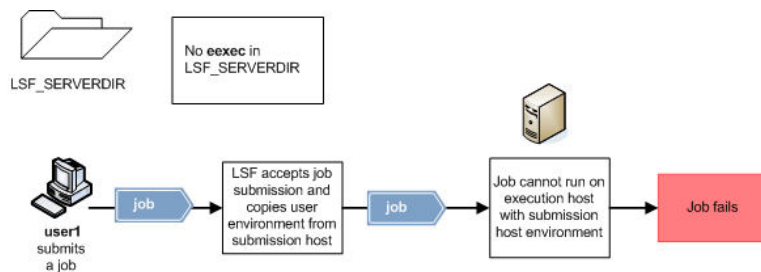 LSF_SERVERDIR
No eexec in
LSF_SERVERDIR
user1
submits
a job
job
LSF accepts job
submission and
copies user
environment from
submission host
job
Job cannot run on
execution host
with submission
host environment
Job fails